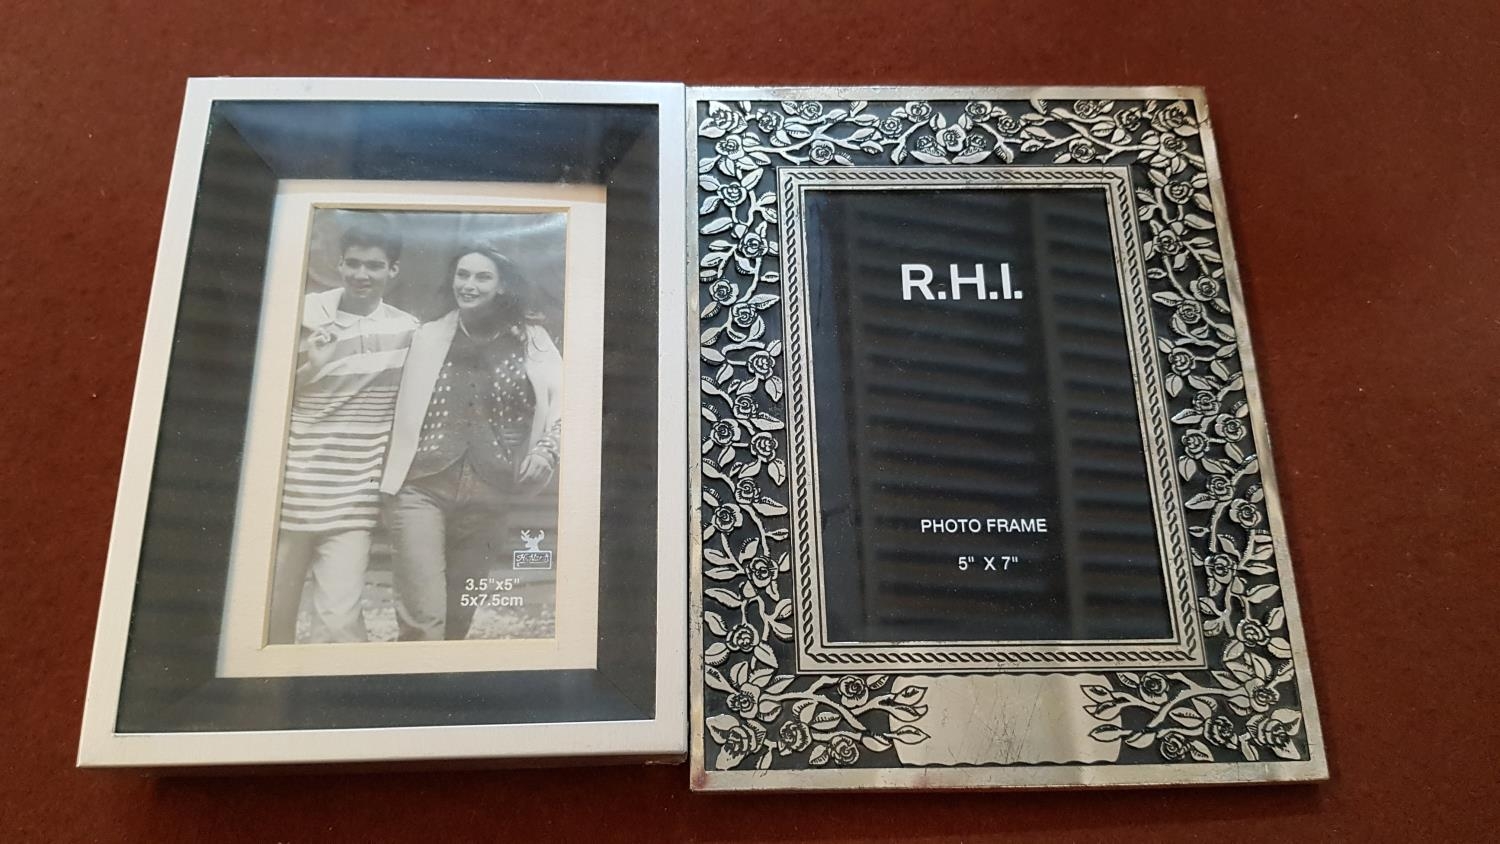 3.5"x5"
5x7.5cm
R.H.I.
PHOTO FRAME
5" X 7"